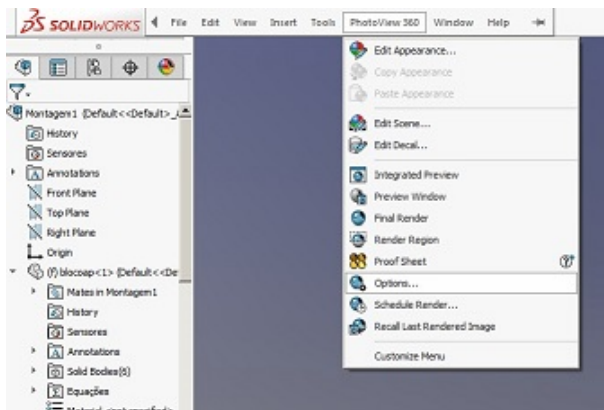 SOLIDWORKS File Edit View Insert Tools PhotoView 360 Window Help
Edit Appearance...
Copy Appearance
Paste Appearance
Edit Scene...
Edit Decal...
Integrated Preview
Preview Window
Final Render
Render Region
Proof Sheet
Options...
Schedule Render...
Recall Last Rendered Image
Customize Menu
Montagem1 (Default<<Default>_
History
Sensores
Annotations
Front Plane
Top Plane
Right Plane
Origin
(f) blocoap<1> (Default<<De
Mates in Montagem1
History
Sensores
Annotations
Solid Bodies(6)
Equações